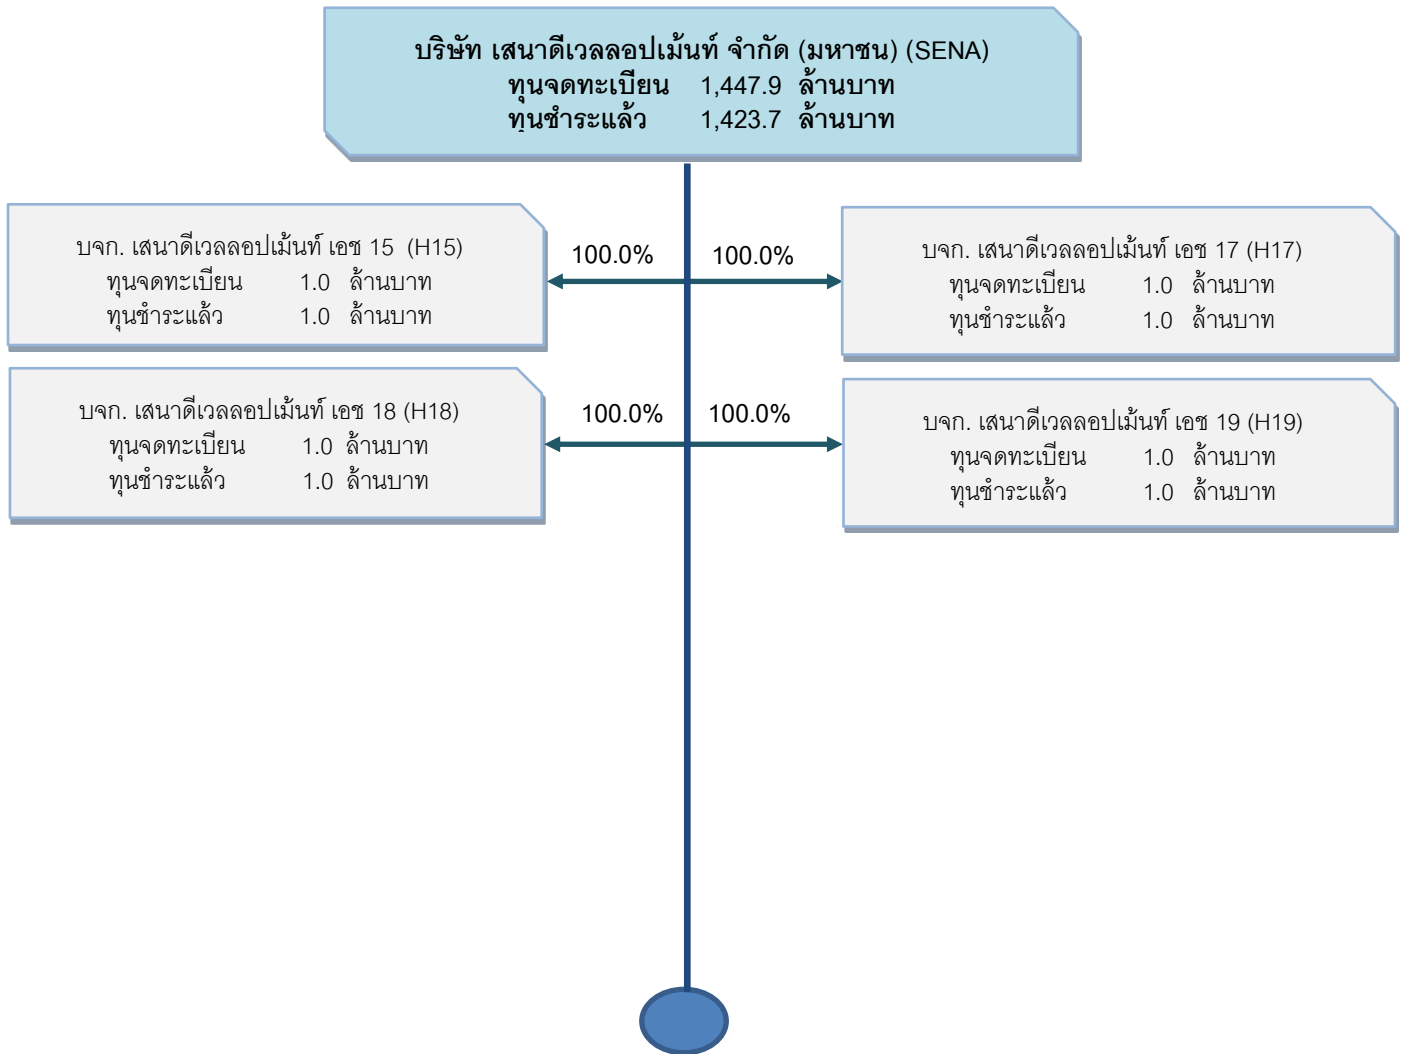 บริษัท เสนาดีเวลลอปเม้นท์ จำกัด (มหาชน) (SENA)
ทุนจดทะเบียน 1,447.9 ล้านบาท
ทุนชำระแล้ว 1,423.7 ล้านบาท
บจก. เสนาดีเวลลอปเม้นท์ เอช 15 (H15)
ทุนจดทะเบียน 1.0 ล้านบาท
ทุนชำระแล้ว 1.0 ล้านบาท
100.0%
100.0%
บจก. เสนาดีเวลลอปเม้นท์ เอช 17 (H17)
ทุนจดทะเบียน 1.0 ล้านบาท
ทุนชำระแล้ว 1.0 ล้านบาท
บจก. เสนาดีเวลลอปเม้นท์ เอช 18 (H18)
ทุนจดทะเบียน 1.0 ล้านบาท
ทุนชำระแล้ว 1.0 ล้านบาท
100.0%
100.0%
บจก. เสนาดีเวลลอปเม้นท์ เอช 19 (H19)
ทุนจดทะเบียน 1.0 ล้านบาท
ทุนชำระแล้ว 1.0 ล้านบาท